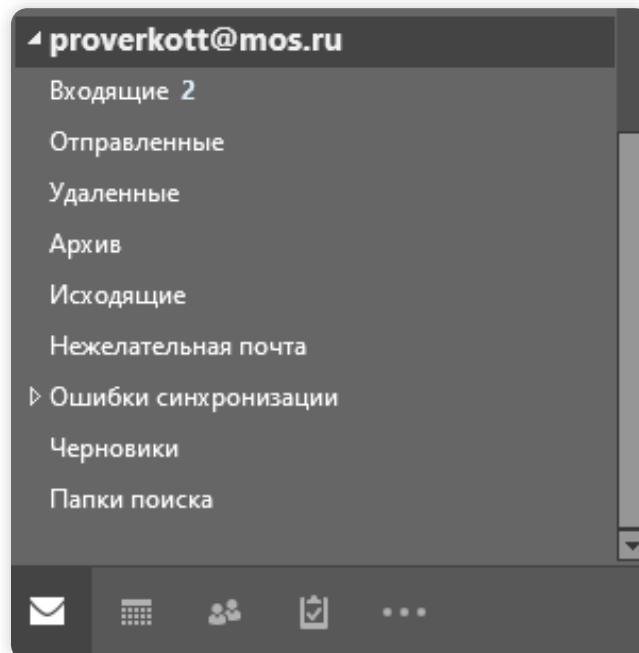 proverkott@mos.ru
Входящие 2
Отправленные
Удаленные
Архив
Исходящие
Нежелательная почта
Ошибки синхронизации
Черновики
Папки поиска